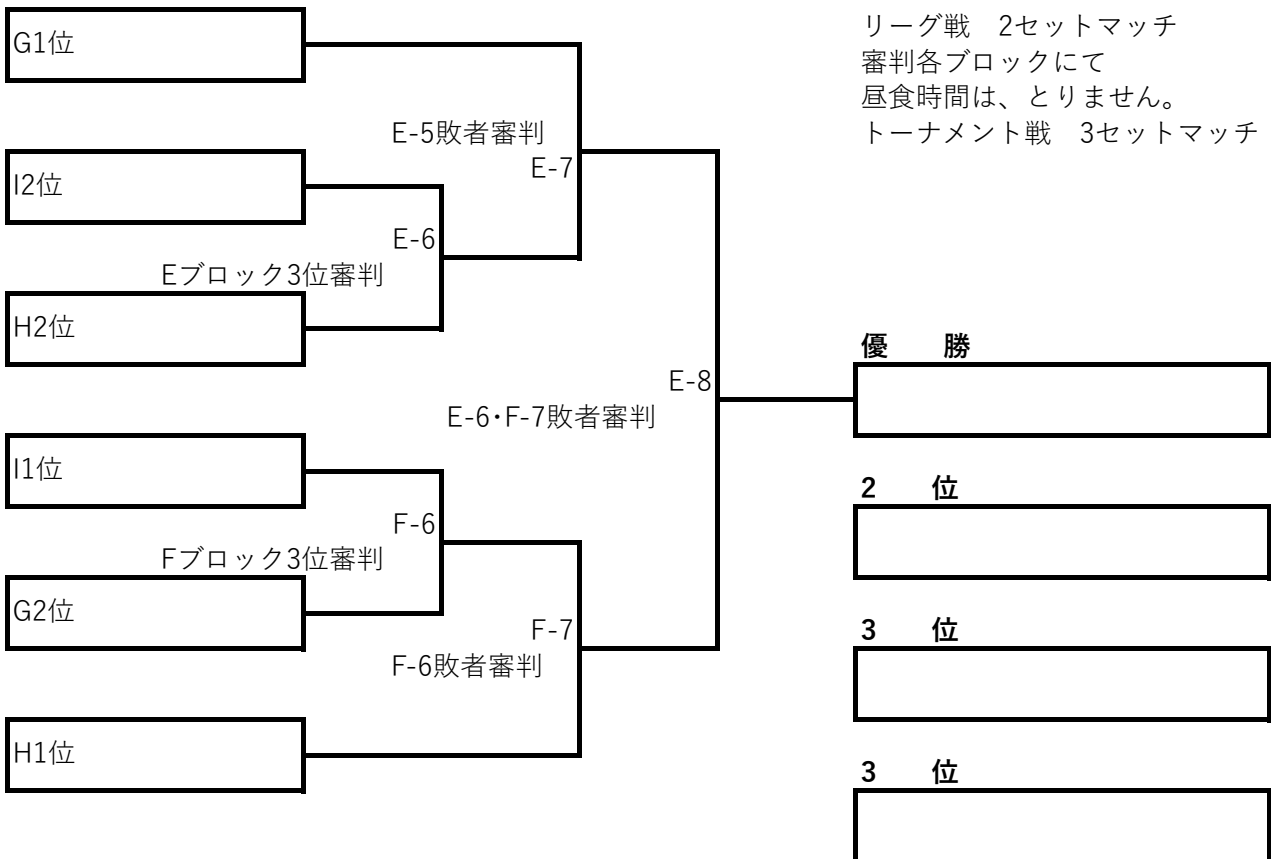 G1位
リーグ戦　2セットマッチ
審判各ブロックにて
昼食時間は、とりません。
トーナメント戦　3セットマッチ
E-5敗者審判
E-7
I2位
E-6
Eブロック3位審判
H2位
優　勝
E-8
E-6・F-7敗者審判
I1位
2　位
F-6
Fブロック3位審判
G2位
F-7
3　位
F-6敗者審判
H1位
3　位